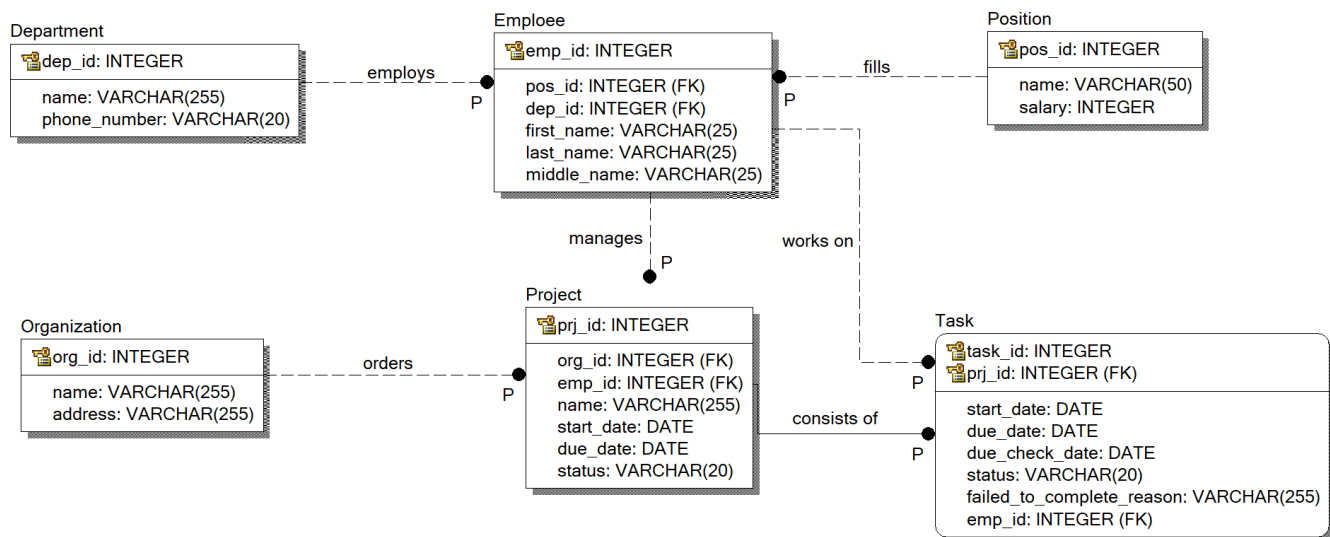 Department
dep_id: INTEGER
name: VARCHAR(255)
phone_number: VARCHAR(20)
employs
P
Emploee
emp_id: INTEGER
pos_id: INTEGER (FK)
dep_id: INTEGER (FK)
first_name: VARCHAR(25)
last_name: VARCHAR(25)
middle_name: VARCHAR(25)
fills
P
Position
pos_id: INTEGER
name: VARCHAR(50)
salary: INTEGER
manages
P
works on
P
Organization
org_id: INTEGER
name: VARCHAR(255)
address: VARCHAR(255)
orders
P
Project
prj_id: INTEGER
org_id: INTEGER (FK)
emp_id: INTEGER (FK)
name: VARCHAR(255)
start_date: DATE
due_date: DATE
status: VARCHAR(20)
consists of
P
Task
task_id: INTEGER
prj_id: INTEGER (FK)
start_date: DATE
due_date: DATE
due_check_date: DATE
status: VARCHAR(20)
failed_to_complete_reason: VARCHAR(255)
emp_id: INTEGER (FK)